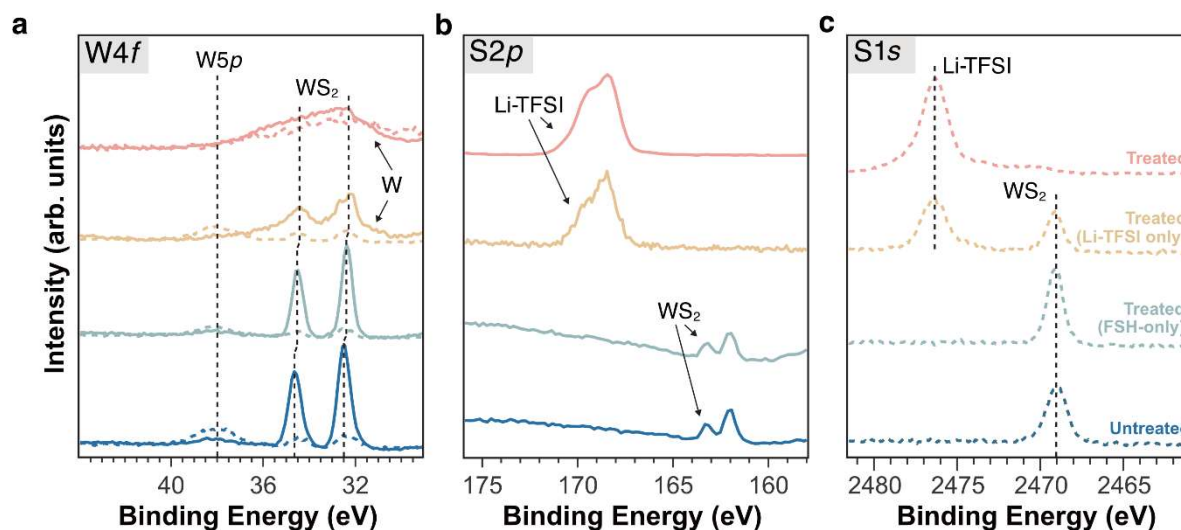 a
W4f
W5p
WS₂
W
Intensity (arb. units)
40
36
32
Binding Energy (eV)
b
S2p
Li-TFSI
WS₂
175
170
165
160
Binding Energy (eV)
c
S1s
Li-TFSI
Treated
WS₂
Treated
(Li-TFSI only)
Treated
(FSH-only)
Untreated
2480
2475
2470
2465
Binding Energy (eV)